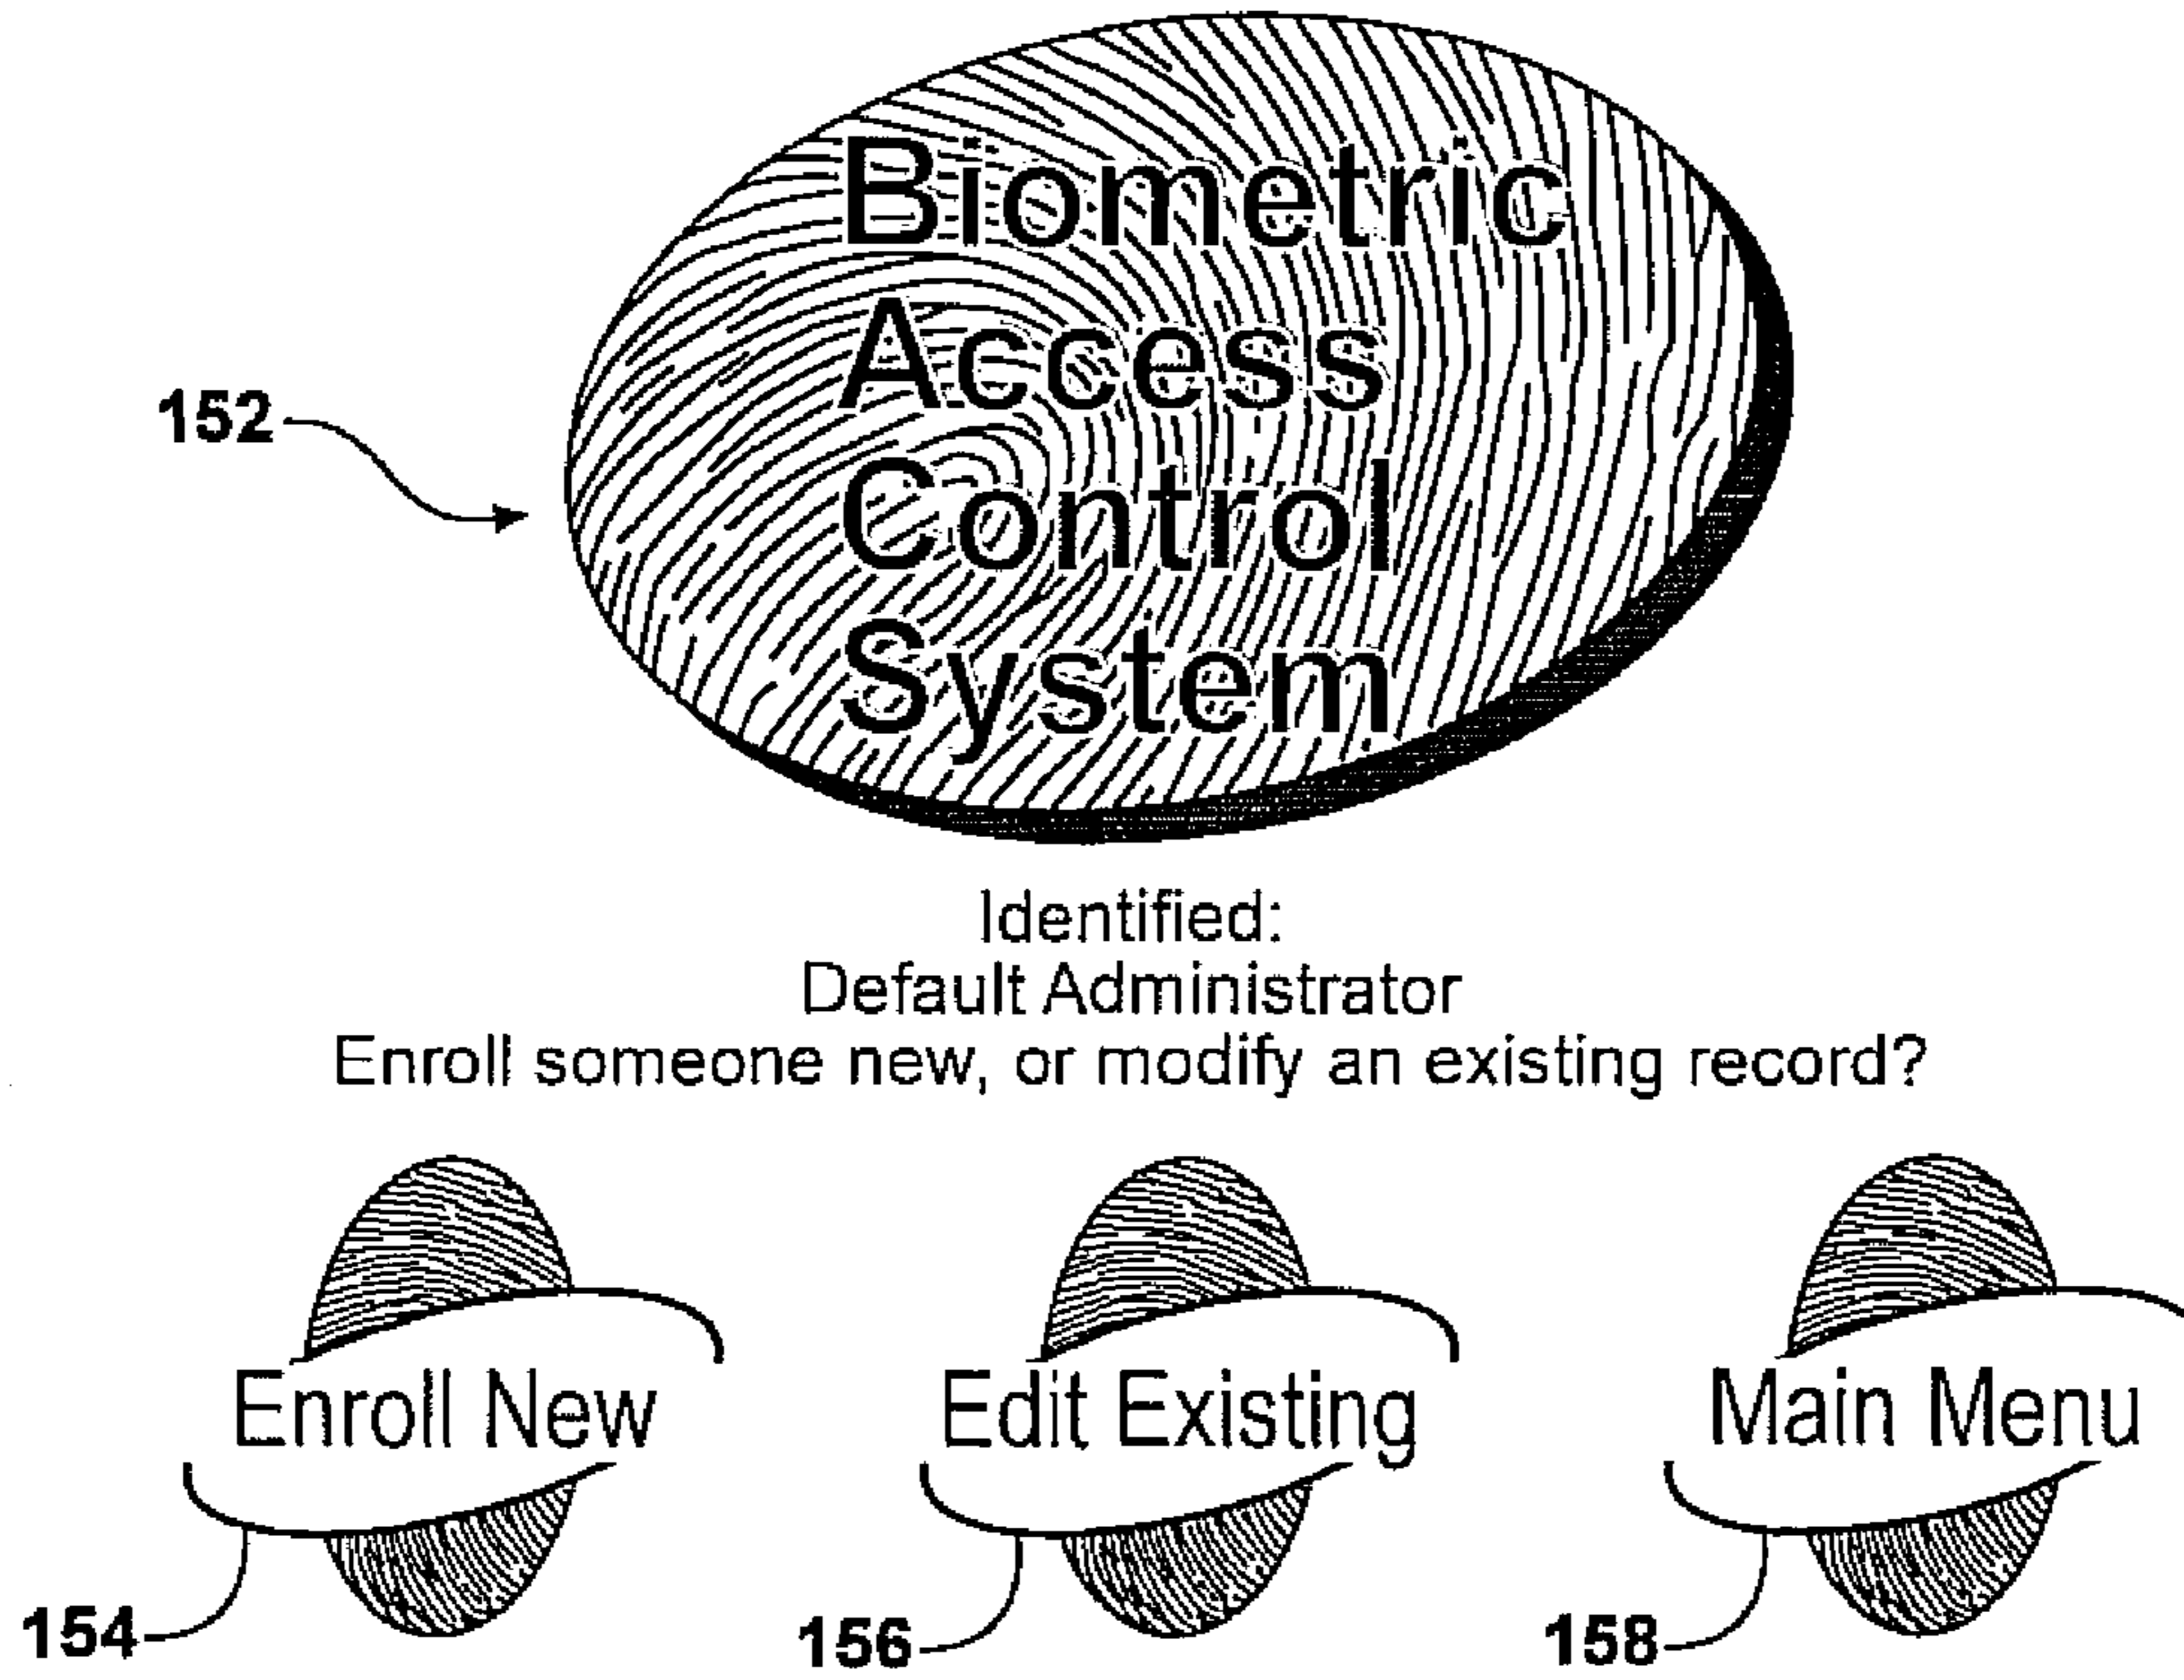 Biometric
Access
Control
System
152
Identified:
Default Administrator
Enroll someone new, or modify an existing record?
Enroll New
Edit Existing
Main Menu
154
156
158